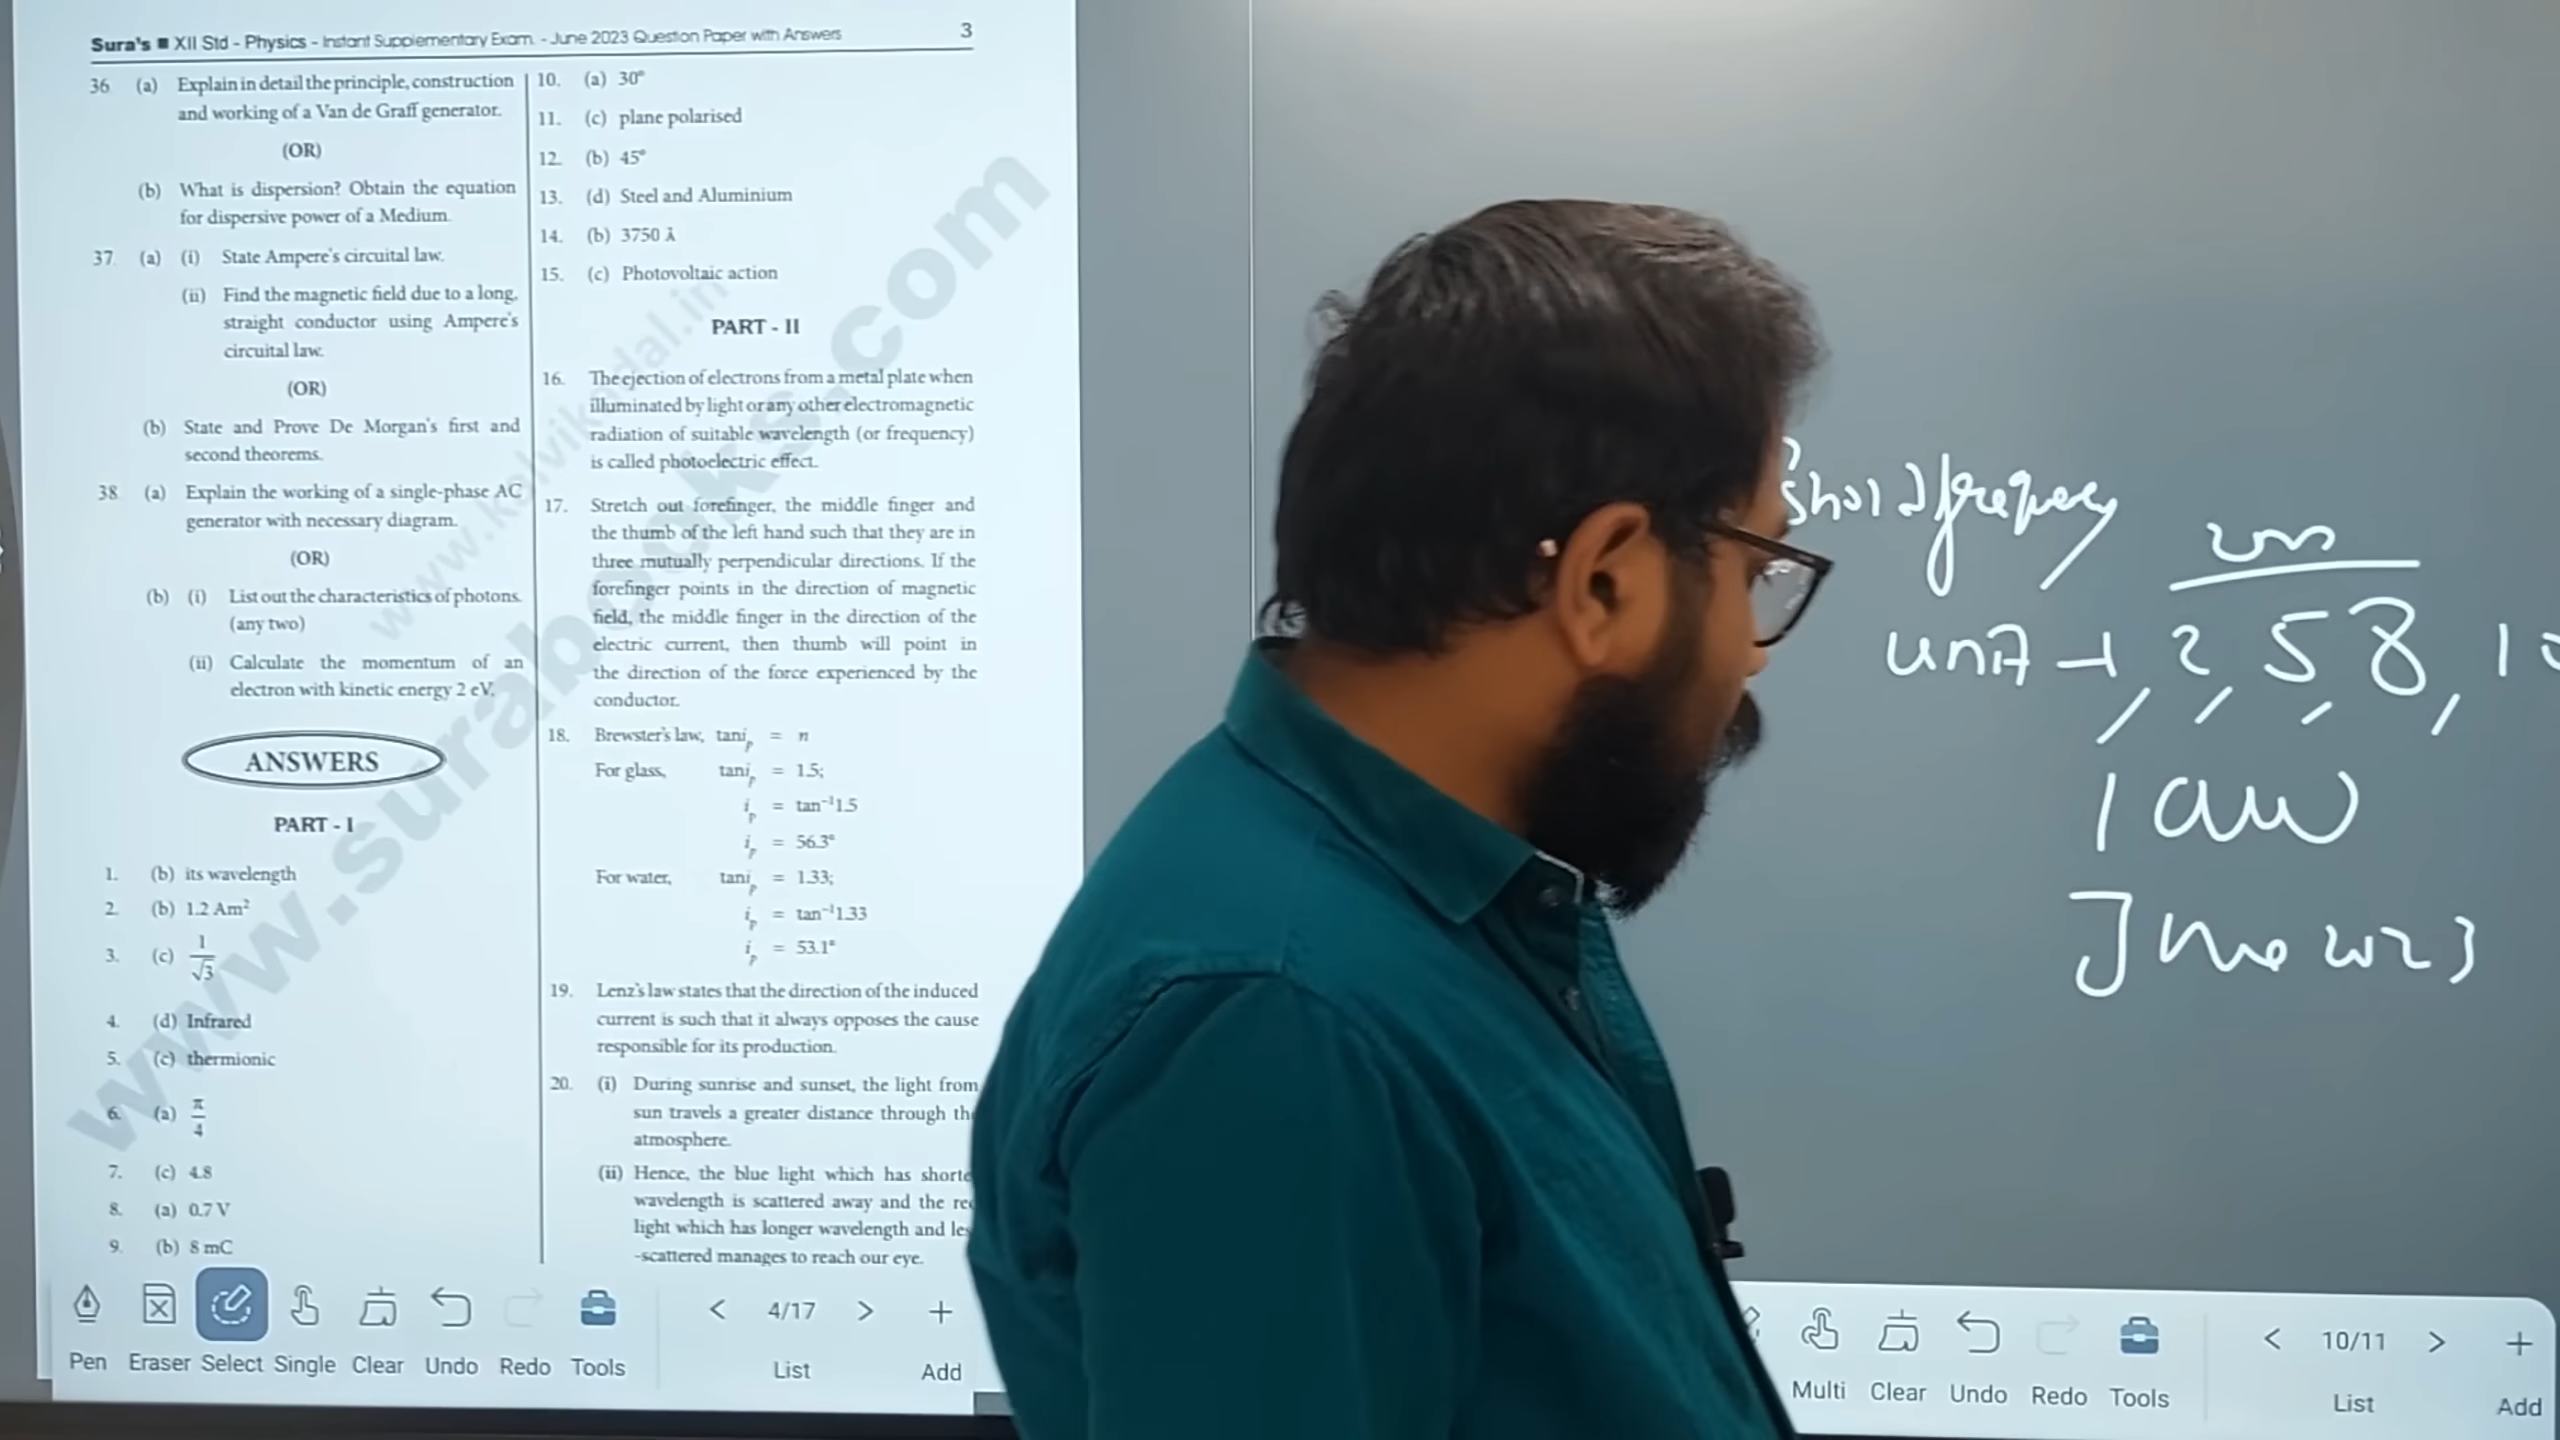 Sura's ■ XII Std - Physics - Instant Supplementary Exam. - June 2023 Question Paper with Answers 3
36. (a) Explain in detail the principle, construction
and working of a Van de Graff generator.
(OR)
(b) What is dispersion? Obtain the equation
for dispersive power of a Medium.
37. (a) (i) State Ampere's circuital law.
(ii) Find the magnetic field due to a long,
straight conductor using Ampere's
circuital law.
(OR)
(b) State and Prove De Morgan's first and
second theorems.
38. (a) Explain the working of a single-phase AC
generator with necessary diagram.
(OR)
(b) (i) List out the characteristics of photons.
(any two)
(ii) Calculate the momentum of an
electron with kinetic energy 2 eV.
ANSWERS
PART - I
1. (b) its wavelength
2. (b) 1.2 Am²
3. (c) 1/√3
4. (d) Infrared
5. (c) thermionic
6. (a) π/4
7. (c) 4.8
8. (a) 0.7 V
9. (b) 8 mC
10. (a) 30°
11. (c) plane polarised
12. (b) 45°
13. (d) Steel and Aluminium
14. (b) 3750 Å
15. (c) Photovoltaic action
PART - II
16. The ejection of electrons from a metal plate when
illuminated by light or any other electromagnetic
radiation of suitable wavelength (or frequency)
is called photoelectric effect.
17. Stretch out forefinger, the middle finger and
the thumb of the left hand such that they are in
three mutually perpendicular directions. If the
forefinger points in the direction of magnetic
field, the middle finger in the direction of the
electric current, then thumb will point in
the direction of the force experienced by the
conductor.
18. Brewster's law, tan iₚ = n
For glass, tan iₚ = 1.5;
iₚ = tan⁻¹1.5
iₚ = 56.3°
For water, tan iₚ = 1.33;
iₚ = tan⁻¹1.33
iₚ = 53.1°
19. Lenz's law states that the direction of the induced
current is such that it always opposes the cause
responsible for its production.
20. (i) During sunrise and sunset, the light from
sun travels a greater distance through the
atmosphere.
(ii) Hence, the blue light which has shorte
wavelength is scattered away and the re
light which has longer wavelength and les
-scattered manages to reach our eye.
www.surabooks.com
www.kalvikadal.in
shold frequency
unit - 1, 2, 5, 8, 10
law
Pen Eraser Select Single Clear Undo Redo Tools
4/17
List Add
Multi Clear Undo Redo Tools
10/11
List Add